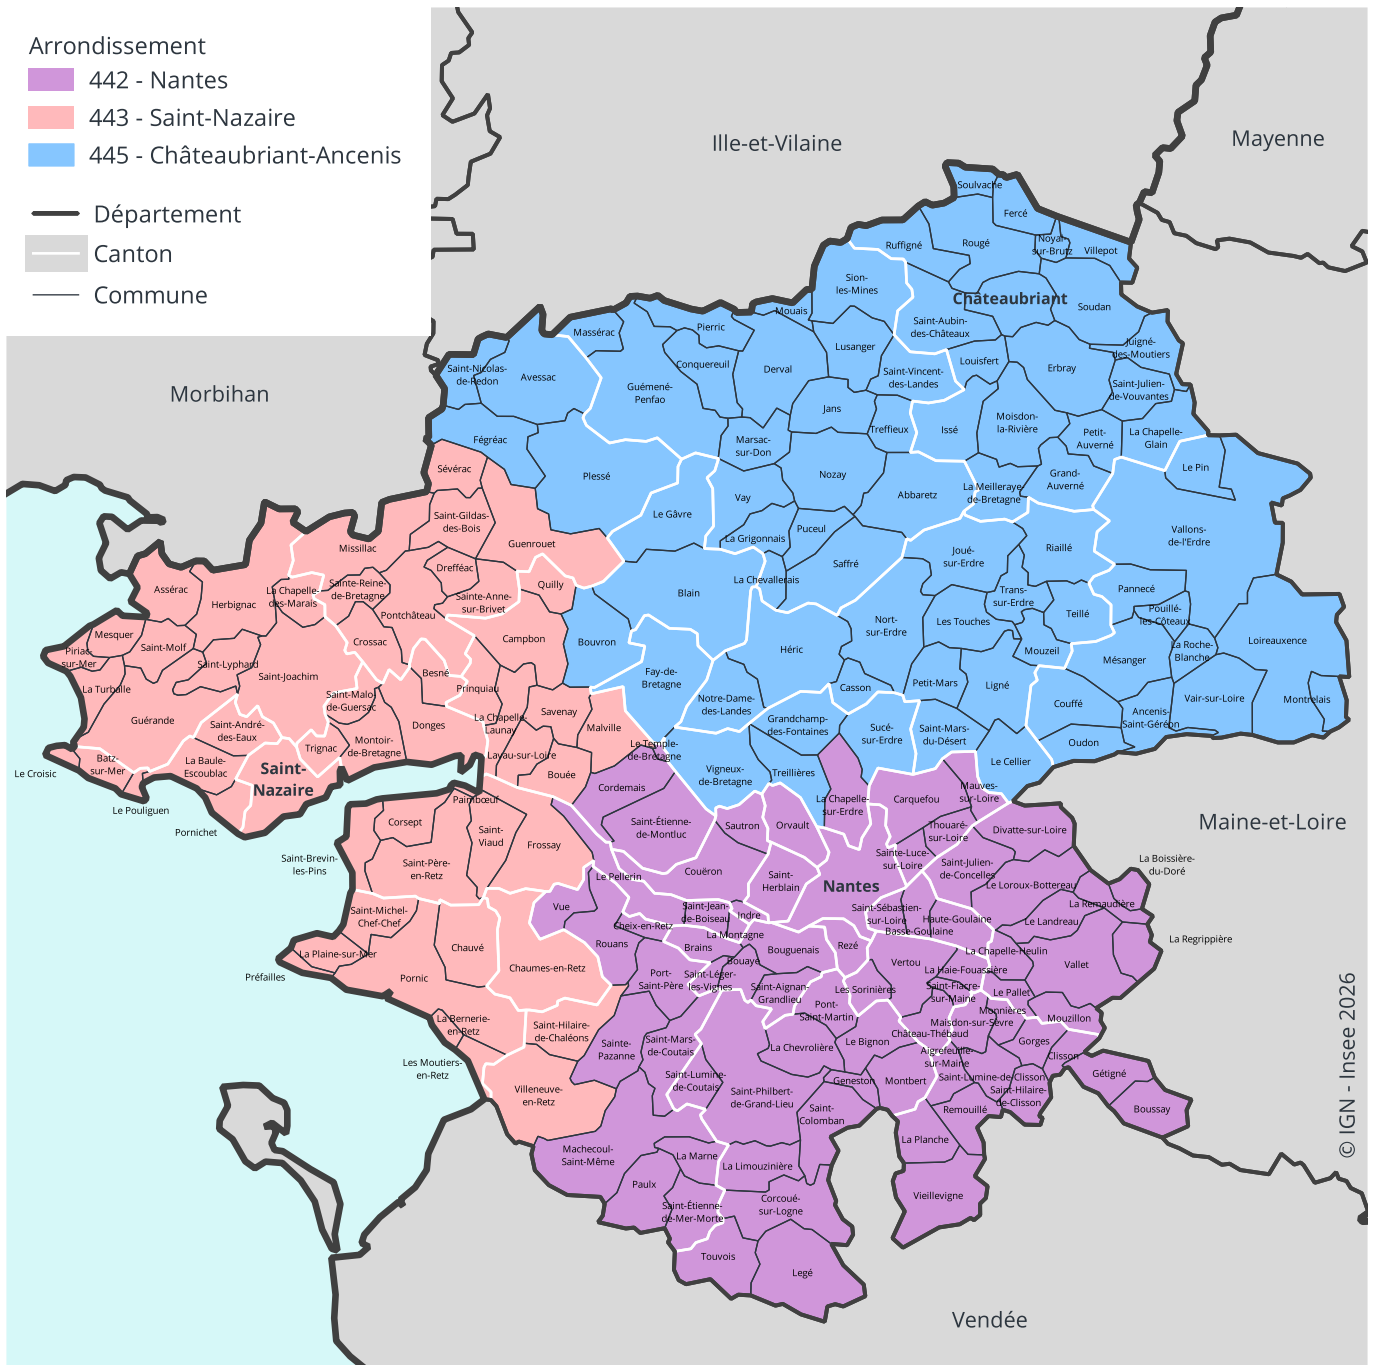 Arrondissement
442 - Nantes
443 - Saint-Nazaire
445 - Châteaubriant-Ancenis
Département
Canton
Commune
Ille-et-Vilaine
Mayenne
Morbihan
Maine-et-Loire
Vendée
© IGN - Insee 2026
Soulvache
Fercé
Rougé
Ruffigné
Noyal-
sur-Brutz
Villepot
Sion-
les-Mines
Châteaubriant
Soudan
Saint-Aubin-
des-Châteaux
Mouais
Pierric
Massérac
Lusanger
Louisfert
Juigné-
des-Moutiers
Erbray
Saint-Vincent-
des-Landes
Saint-Julien-
de-Vouvantes
Conquereuil
Derval
Saint-Nicolas-
de-Redon
Avessac
Guémené-
Penfao
Jans
Treffieux
Issé
Moisdon-
la-Rivière
Petit-
Auverné
La Chapelle-
Glain
Le Pin
Fégréac
Marsac-
sur-Don
Sévérac
Plessé
Nozay
Grand-
Auverné
Abbaretz
La Meilleraye-
de-Bretagne
Vay
Le Gâvre
Saint-Gildas-
des-Bois
Puceul
La Grigonnais
Vallons-
de-l'Erdre
Missillac
Guenrouet
Riaillé
Joué-
sur-Erdre
Saffré
Drefféac
La Chevallerais
Quilly
Assérac
Herbignac
La Chapelle-
des-Marais
Sainte-Reine-
de-Bretagne
Sainte-Anne-
sur-Brivet
Pontchâteau
Blain
Trans-
sur-Erdre
Pannecé
Teillé
Pouillé-
les-Côteaux
Mesquer
Saint-Molf
Piriac-
sur-Mer
Crossac
Campbon
Bouvron
Nort-
sur-Erdre
Les Touches
Mouzeil
Mésanger
La Roche-
Blanche
Loireauxence
Héric
Saint-Lyphard
Saint-Joachim
Besné
Prinquiau
Fay-de-
Bretagne
Petit-Mars
Ligné
Casson
La Turballe
Guérande
Saint-Malo-
de-Guersac
Notre-Dame-
des-Landes
Couffé
Vair-sur-Loire
Montrelais
Ancenis-
Saint-Géréon
Saint-André-
des-Eaux
Donges
La Chapelle-
Launay
Savenay
Malville
Grandchamp-
des-Fontaines
Sucé-
sur-Erdre
Saint-Mars-
du-Désert
Oudon
Trignac
Montoir-
de-Bretagne
Lavau-sur-Loire
Le Temple-
de-Bretagne
Le Cellier
Batz-
sur-Mer
La Baule-
Escoublac
Saint-
Nazaire
Bouée
Vigneux-
de-Bretagne
Treillières
Le Croisic
Le Pouliguen
Pornichet
Cordemais
La Chapelle-
sur-Erdre
Carquefou
Mauves-
sur-Loire
Paimbœuf
Corsept
Saint-
Viaud
Frossay
Saint-Étienne-
de-Montluc
Sautron
Orvault
Thouaré-
sur-Loire
Divatte-sur-Loire
Saint-Brevin-
les-Pins
Saint-Père-
en-Retz
Le Pellerin
Couëron
Saint-
Herblain
Nantes
Sainte-Luce-
sur-Loire
Saint-Julien-
de-Concelles
La Boissière-
du-Doré
Le Loroux-Bottereau
La Remaudière
Vue
Saint-Michel-
Chef-Chef
Saint-Jean-
de-Boiseau
Indre
Saint-Sébastien-
sur-Loire
Basse-Goulaine
Haute-Goulaine
Le Landreau
La Regrippière
Cheix-en-Retz
La Montagne
Rouans
Brains
Bouguenais
Rezé
Chauvé
La Plaine-sur-Mer
La Chapelle-Heulin
Vallet
Préfailles
Pornic
Chaumes-en-Retz
Port-
Saint-Père
Bouaye
Saint-Léger-
les-Vignes
Vertou
La Haie-Fouassière
Saint-Aignan-
Grandlieu
Les Sorinières
Saint-Fiacre-
sur-Maine
Le Pallet
Pont-
Saint-Martin
Monnières
Mouzillon
La Bernerie-
en-Retz
Saint-Hilaire-
de-Chaléons
Sainte-
Pazanne
Saint-Mars-
de-Coutais
La Chevrolière
Le Bignon
Château-Thébaud
Maisdon-sur-Sèvre
Gorges
Clisson
Les Moutiers-
en-Retz
Villeneuve-
en-Retz
Saint-Lumine-
de-Coutais
Aigrefeuille-
sur-Maine
Gétigné
Geneston
Montbert
Saint-Lumine-de-Clisson
Saint-Hilaire-
de-Clisson
Saint-Philbert-
de-Grand-Lieu
Saint-
Colomban
Remouillé
Boussay
La Planche
Machecoul-
Saint-Même
La Marne
La Limouzinière
Paulx
Vieillevigne
Saint-Étienne-
de-Mer-Morte
Corcoué-
sur-Logne
Touvois
Legé